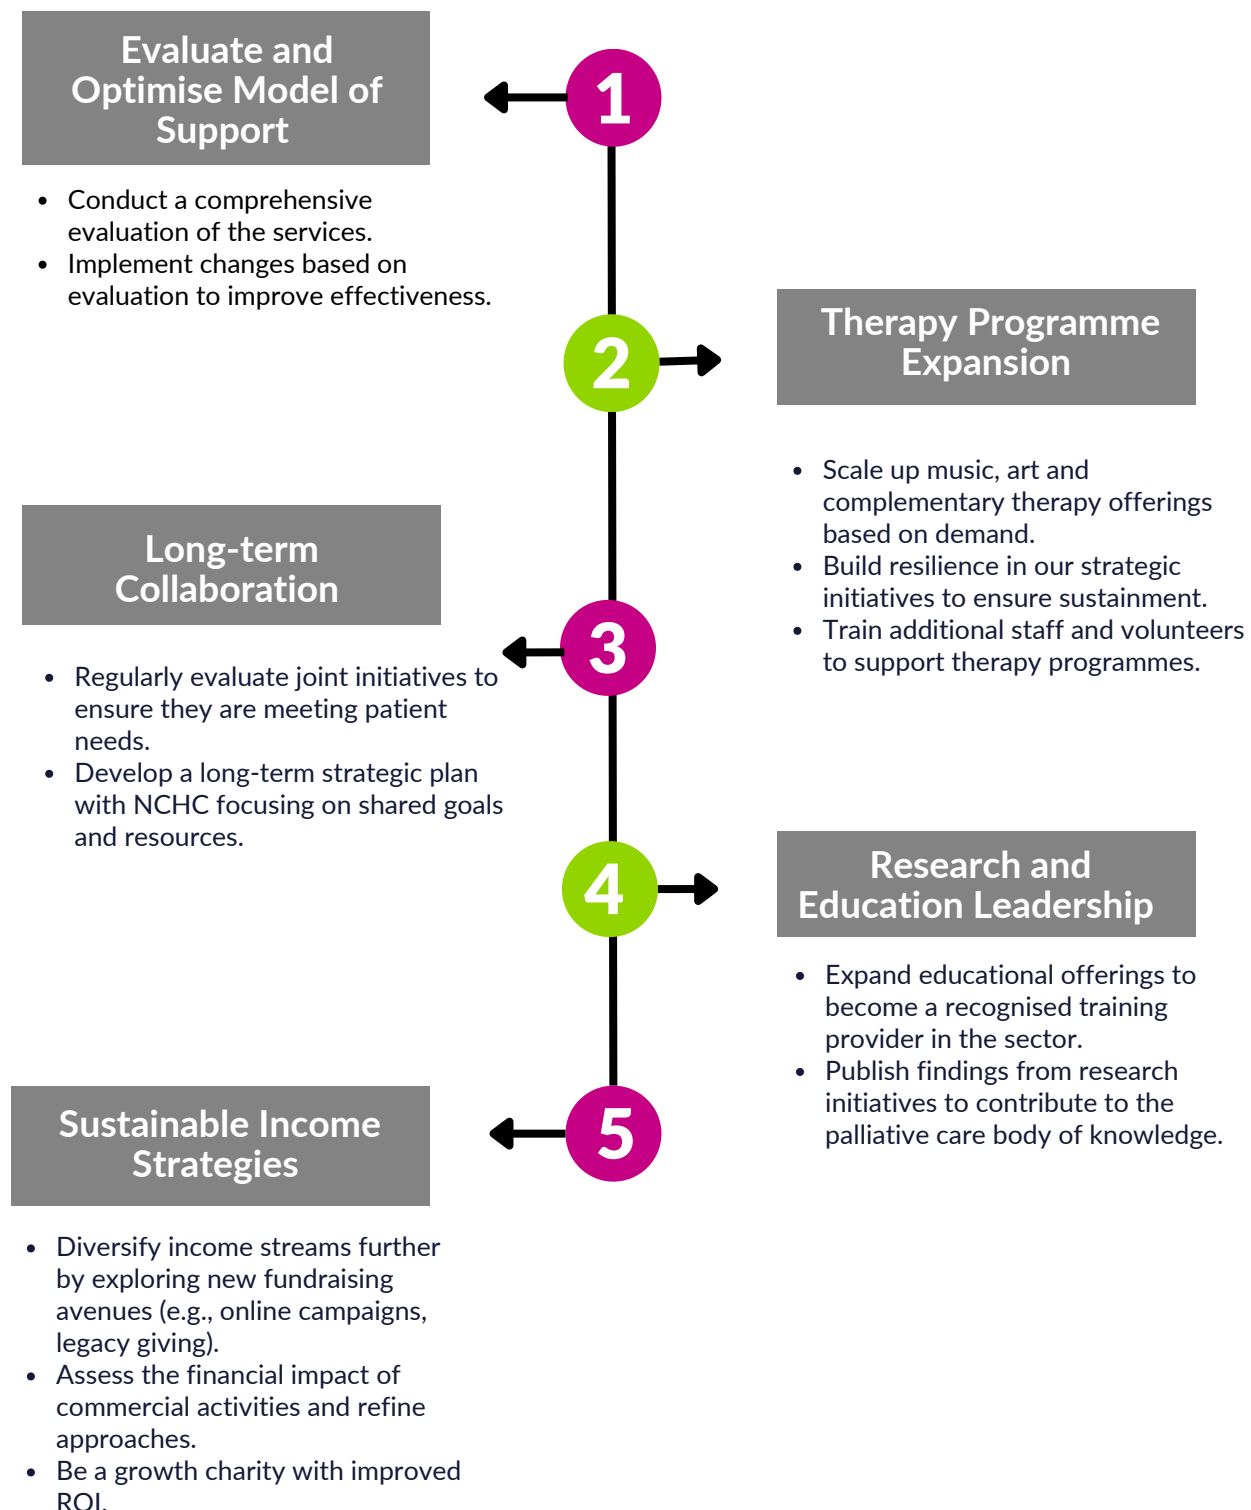 Evaluate and
Optimise Model of
Support
1
• Conduct a comprehensive
evaluation of the services.
• Implement changes based on
evaluation to improve effectiveness.
2
Therapy Programme
Expansion
• Scale up music, art and
complementary therapy offerings
based on demand.
• Build resilience in our strategic
initiatives to ensure sustainment.
• Train additional staff and volunteers
to support therapy programmes.
Long-term
Collaboration
3
• Regularly evaluate joint initiatives to
ensure they are meeting patient
needs.
• Develop a long-term strategic plan
with NCHC focusing on shared goals
and resources.
4
Research and
Education Leadership
• Expand educational offerings to
become a recognised training
provider in the sector.
• Publish findings from research
initiatives to contribute to the
palliative care body of knowledge.
Sustainable Income
Strategies
5
• Diversify income streams further
by exploring new fundraising
avenues (e.g., online campaigns,
legacy giving).
• Assess the financial impact of
commercial activities and refine
approaches.
• Be a growth charity with improved
ROI.